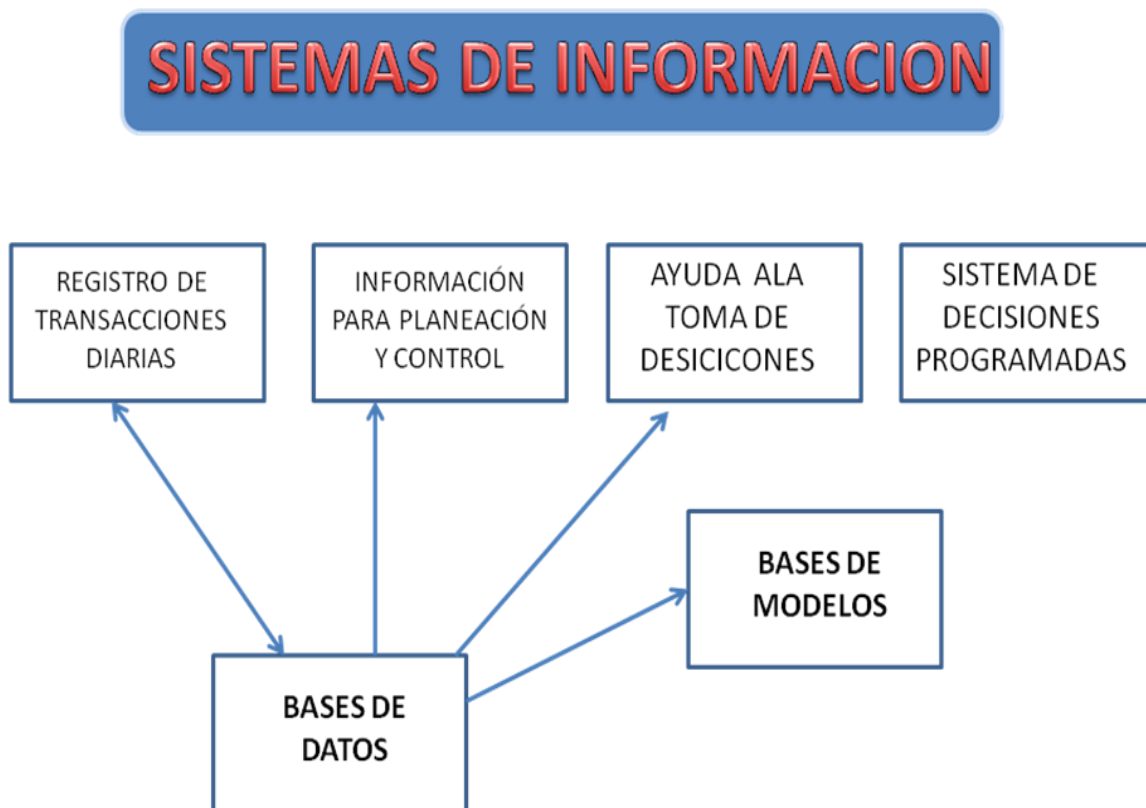 SISTEMAS DE INFORMACION
REGISTRO DE
TRANSACCIONES
DIARIAS
INFORMACIÓN
PARA PLANEACIÓN
Y CONTROL
AYUDA ALA
TOMA DE
DESICICONES
SISTEMA DE
DECISIONES
PROGRAMADAS
BASES DE
MODELOS
BASES DE
DATOS